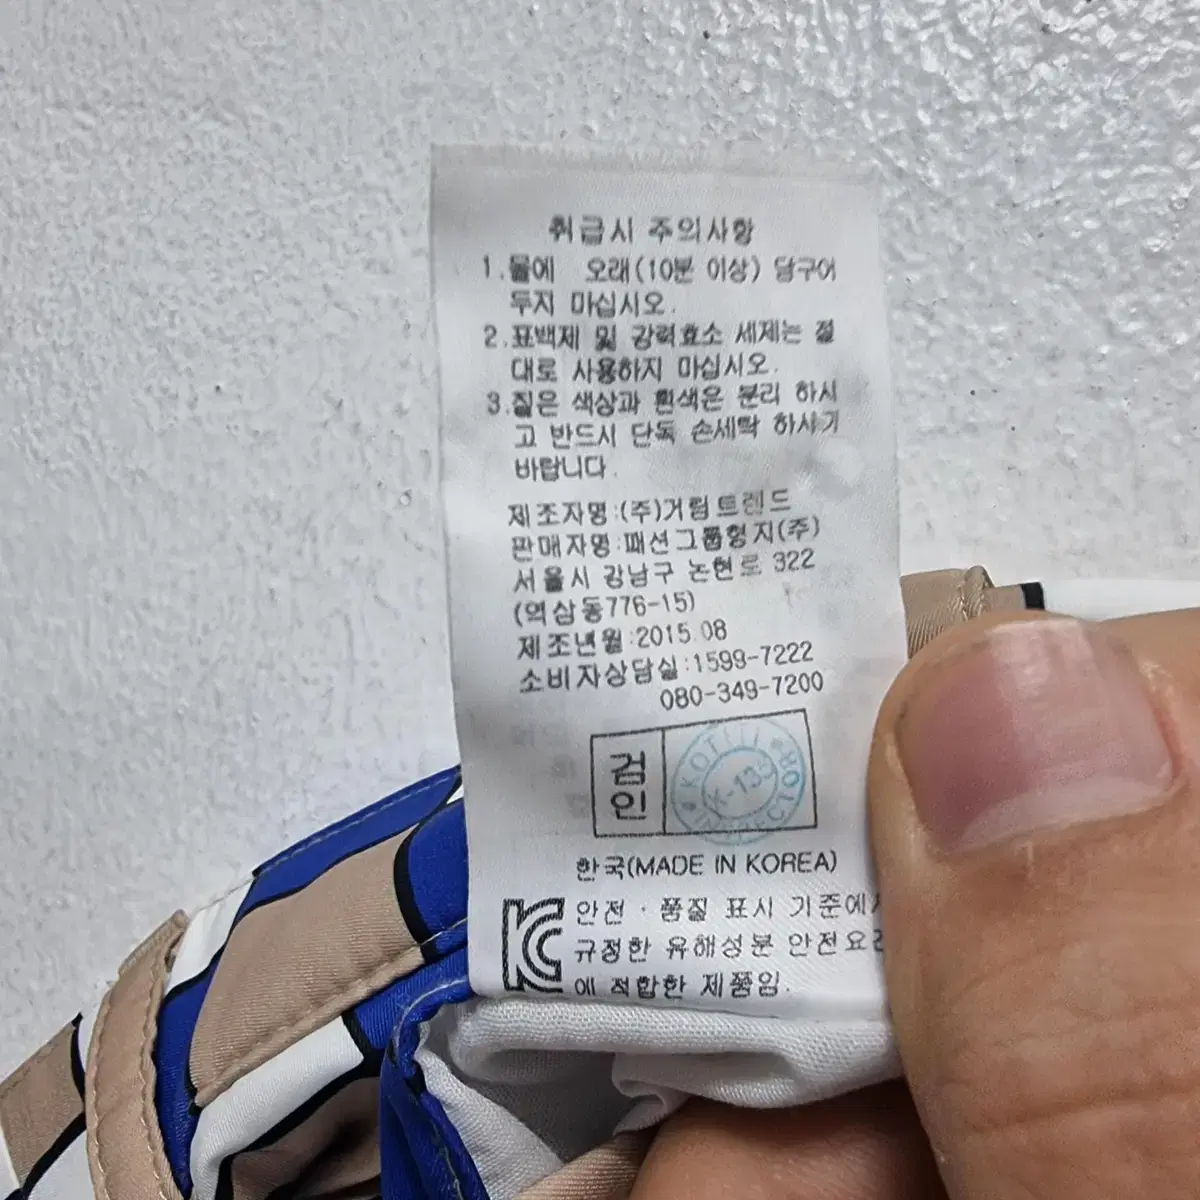 취급시 주의사항
1.물에 오래(10분 이상) 담구어
두지 마십시오.
2.표백제 및 강력효소 세제는 절
대로 사용하지 마십시오.
3.짙은 색상과 흰색은 분리 하시
고 반드시 단독 손세탁 하시기
바랍니다.
제조자명:(주)거림트렌드
판매자명:패션그룹형지(주)
서울시 강남구 논현로 322
(역삼동776-15)
제조년월:2015.08
소비자상담실:1599-7222
080-349-7200
검
인
KOTITI
K-135
INSPECTOR
한국(MADE IN KOREA)
KC
안전·품질 표시 기준에서
규정한 유해성분 안전요건
에 적합한 제품임.